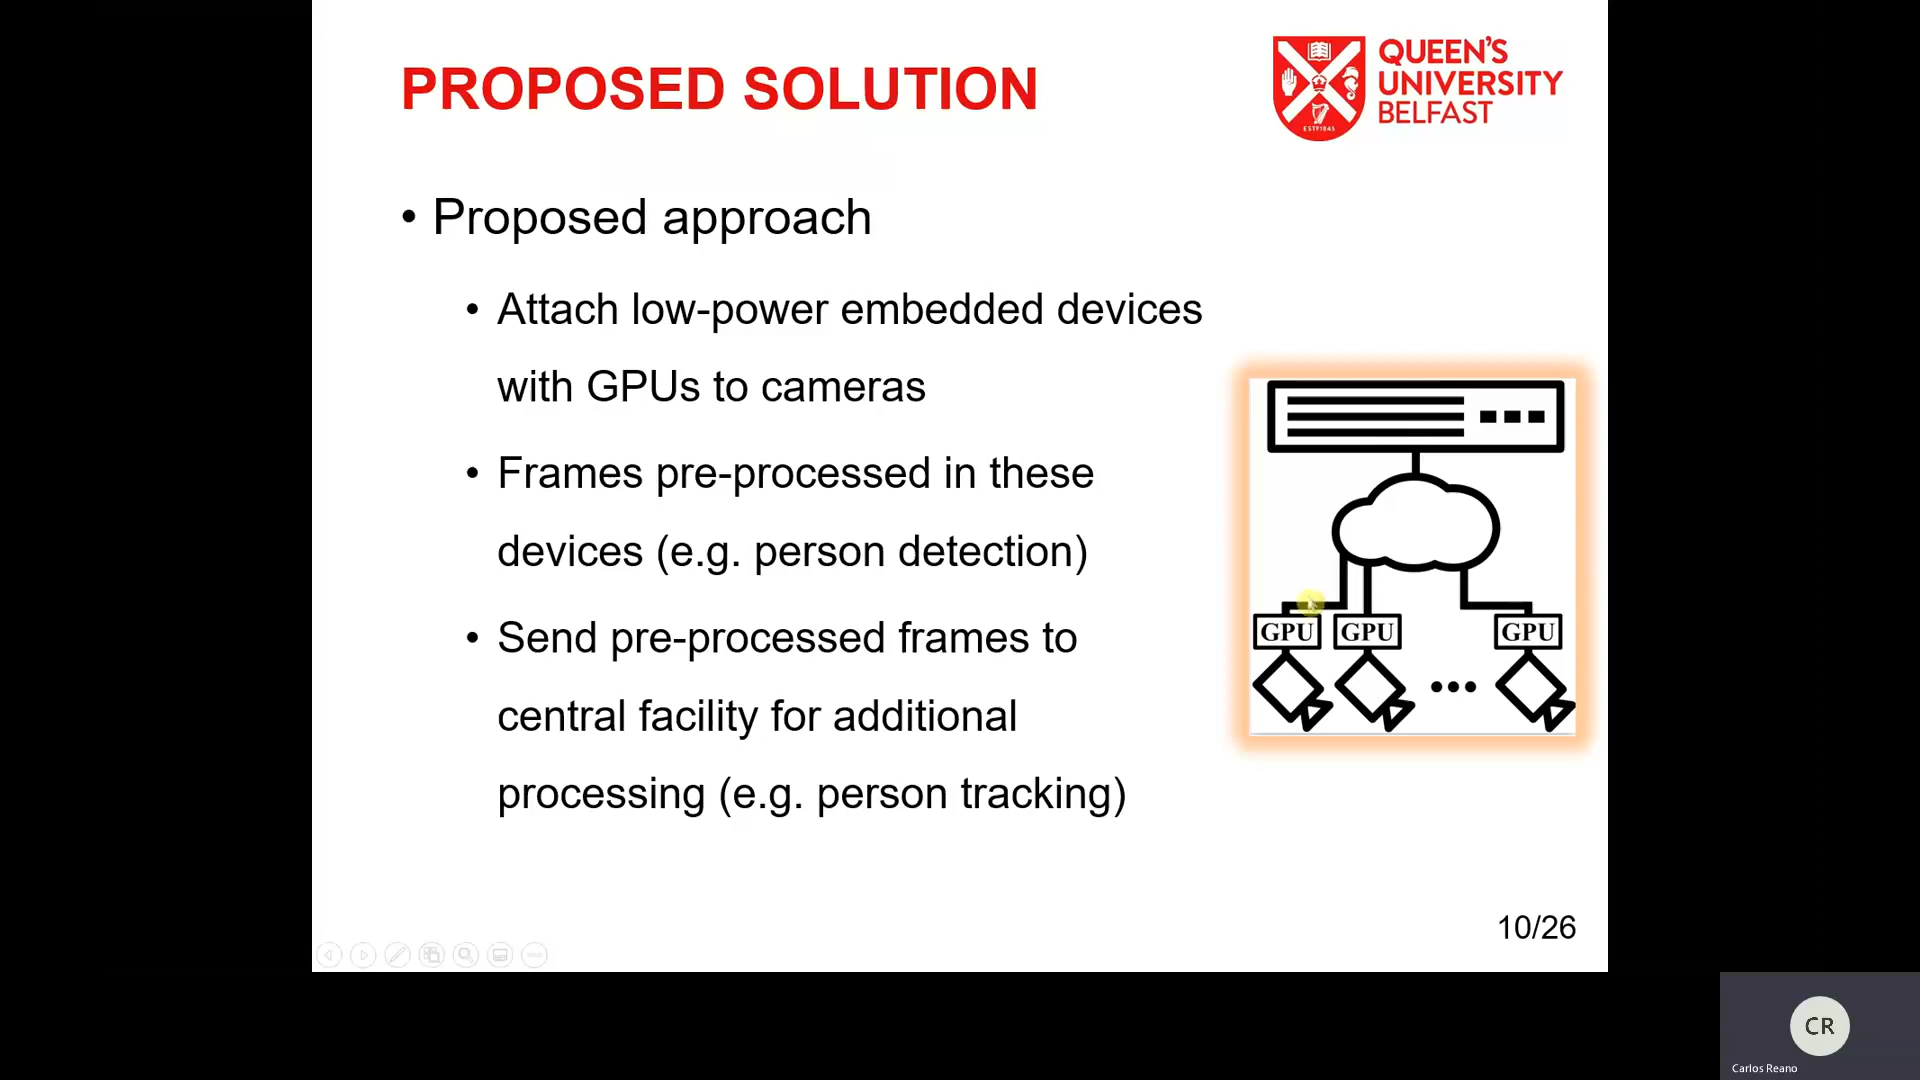 PROPOSED SOLUTION
QUEEN'S
UNIVERSITY
BELFAST
ESTD1845
• Proposed approach
• Attach low-power embedded devices
with GPUs to cameras
• Frames pre-processed in these
devices (e.g. person detection)
• Send pre-processed frames to
central facility for additional
processing (e.g. person tracking)
GPU GPU GPU
10/26
CR
Carlos Reano